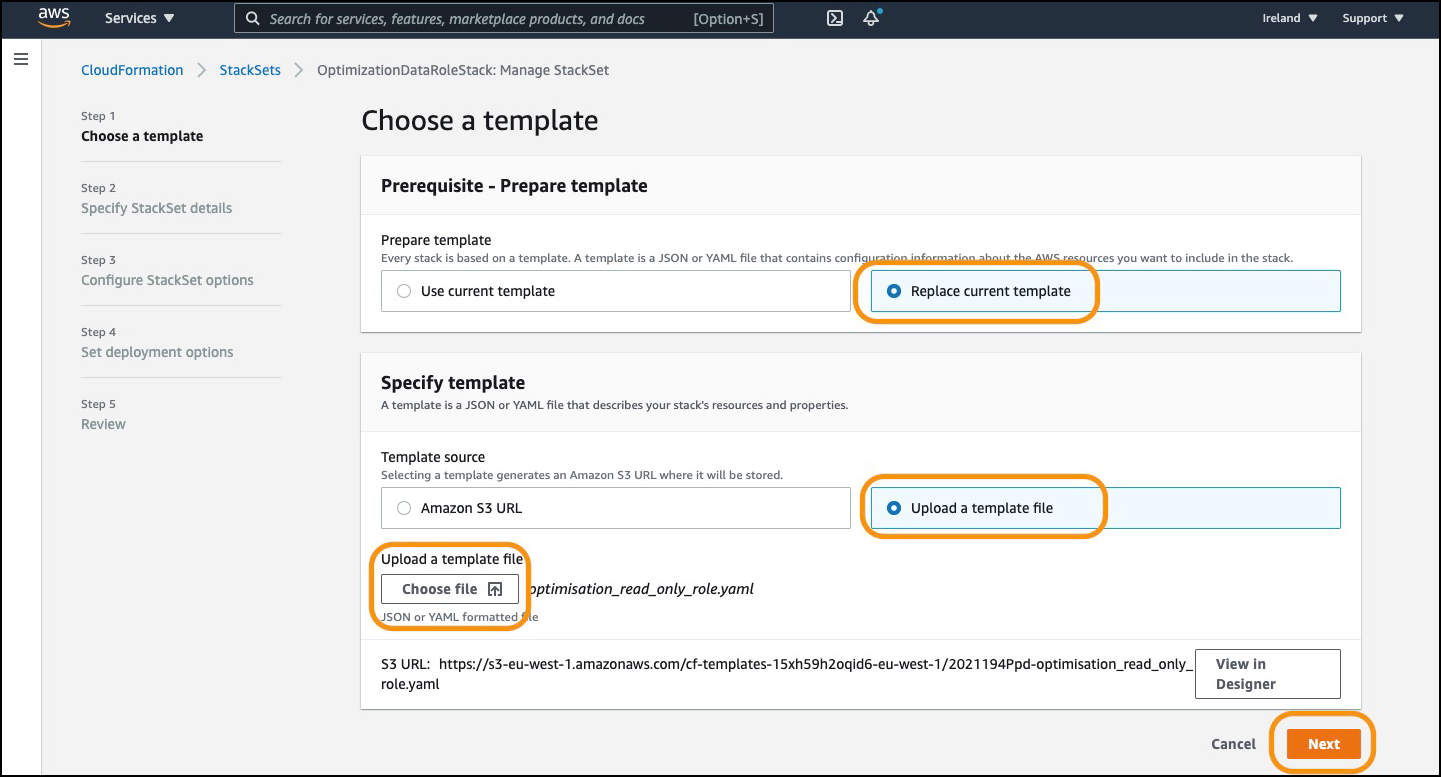 aws
Services
Search for services, features, marketplace products, and docs
[Option+S]
Ireland
Support
CloudFormation
StackSets
OptimizationDataRoleStack: Manage StackSet
Step 1
Choose a template
Step 2
Specify StackSet details
Step 3
Configure StackSet options
Step 4
Set deployment options
Step 5
Review
Choose a template
Prerequisite - Prepare template
Prepare template
Every stack is based on a template. A template is a JSON or YAML file that contains configuration information about the AWS resources you want to include in the stack.
Use current template
Replace current template
Specify template
A template is a JSON or YAML file that describes your stack's resources and properties.
Template source
Selecting a template generates an Amazon S3 URL where it will be stored.
Amazon S3 URL
Upload a template file
Upload a template file
Choose file
optimisation_read_only_role.yaml
JSON or YAML formatted file
S3 URL: https://s3-eu-west-1.amazonaws.com/cf-templates-15xh59h2oqid6-eu-west-1/2021194Ppd-optimisation_read_only_
role.yaml
View in
Designer
Cancel
Next